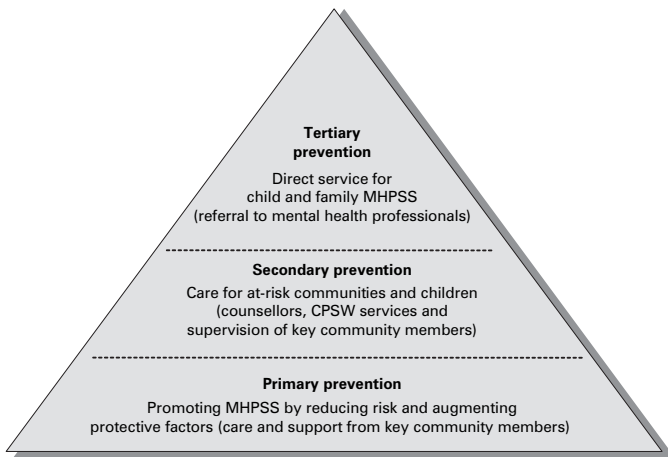 Tertiary
prevention
Direct service for
child and family MHPSS
(referral to mental health professionals)
Secondary prevention
Care for at-risk communities and children
(counsellors, CPSW services and
supervision of key community members)
Primary prevention
Promoting MHPSS by reducing risk and augmenting
protective factors (care and support from key community members)